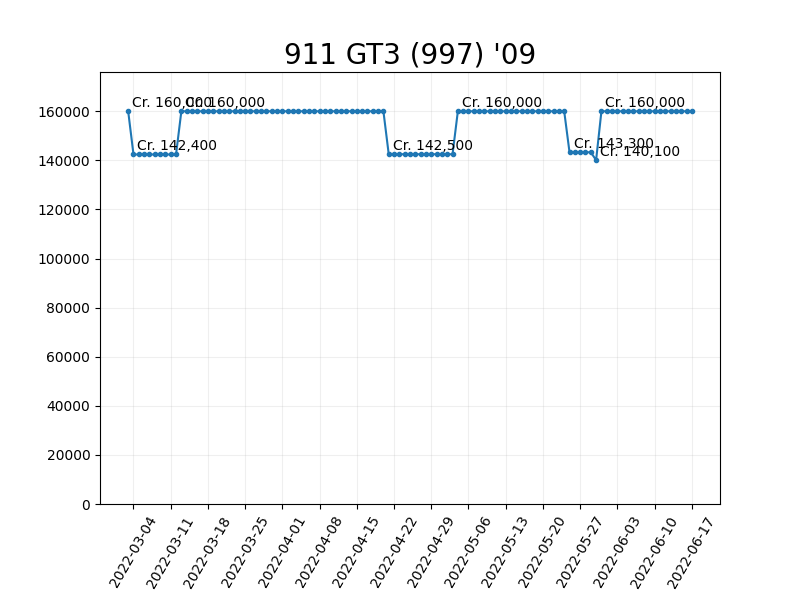 911 GT3 (997) '09
Cr. 160,000
Cr. 160,000
Cr. 160,000
Cr. 160,000
Cr. 142,400
Cr. 142,500
Cr. 143,300
Cr. 140,100
160000
140000
120000
100000
80000
60000
40000
20000
0
2022-03-04
2022-03-11
2022-03-18
2022-03-25
2022-04-01
2022-04-08
2022-04-15
2022-04-22
2022-04-29
2022-05-06
2022-05-13
2022-05-20
2022-05-27
2022-06-03
2022-06-10
2022-06-17